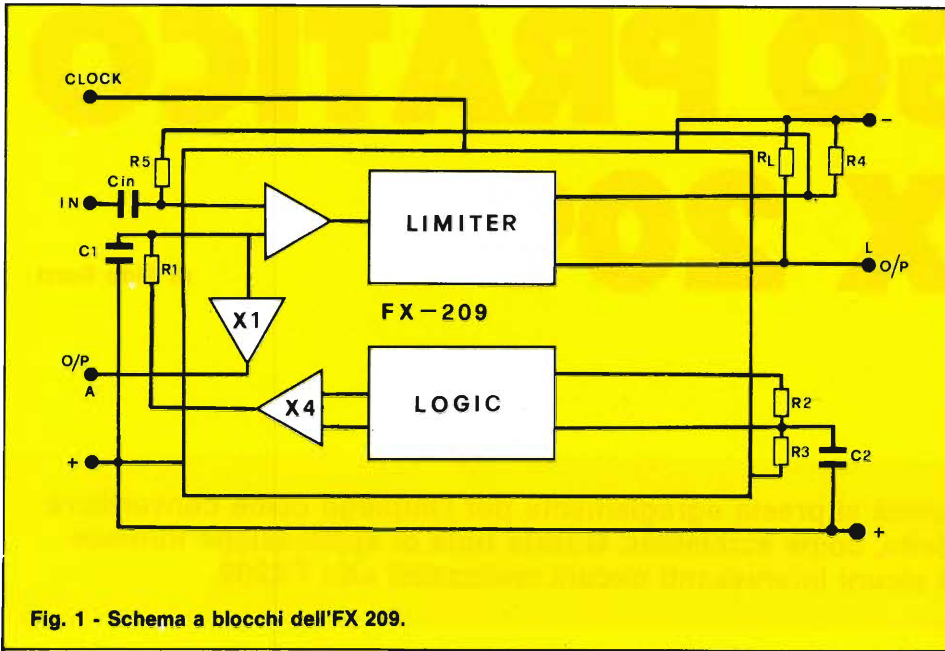 CLOCK
R5
Cin
IN
C1
R1
X1
O/P
A
X4
+
LIMITER
FX-209
LOGIC
-
RL
R4
L
O/P
R2
R3
C2
+
Fig. 1 - Schema a blocchi dell'FX 209.